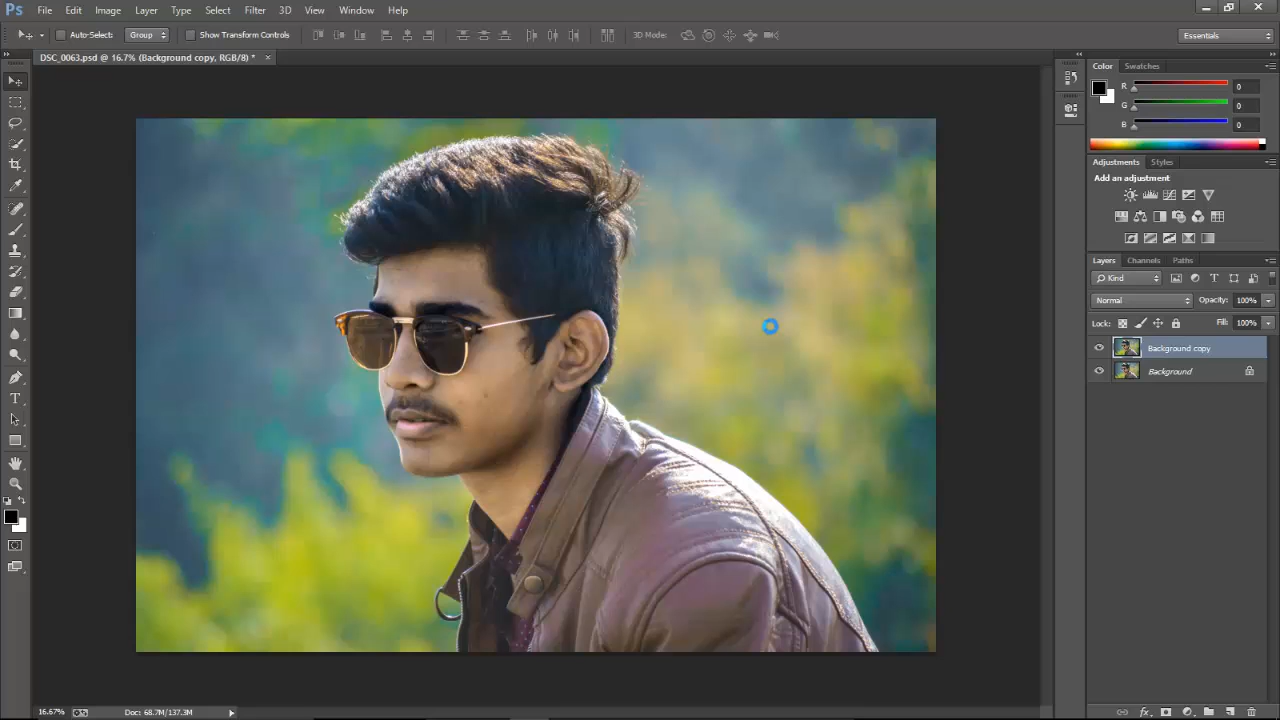 Ps File Edit Image Layer Type Select Filter 3D View Window Help
Auto-Select: Group Show Transform Controls 3D Mode: Essentials
DSC_0063.psd @ 16.7% (Background copy, RGB/8) * ×
Color Swatches
R 0
G 0
B 0
Adjustments Styles
Add an adjustment
Layers Channels Paths
Kind
Normal Opacity: 100%
Lock: Fill: 100%
Background copy
Background
16.67% Doc: 68.7M/137.3M